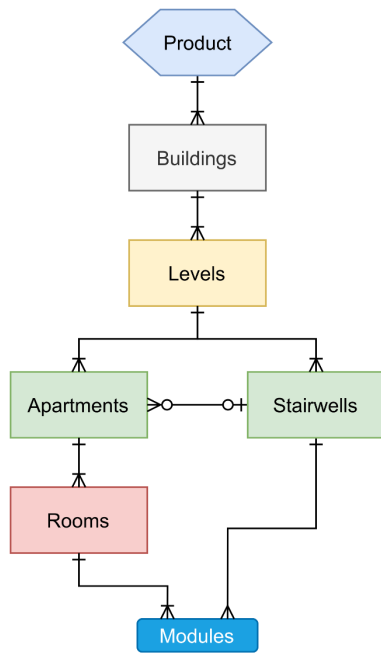 Product
Buildings
Levels
Apartments
Stairwells
Rooms
Modules